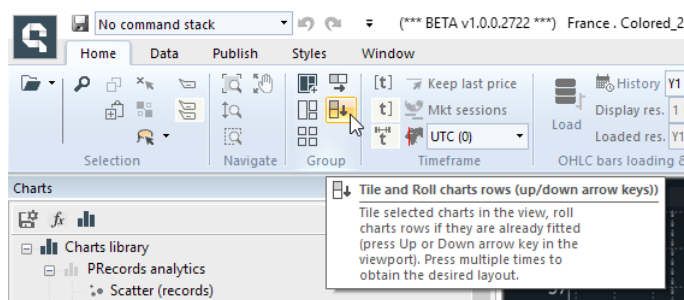 No command stack
(*** BETA v1.0.0.2722 ***) France . Colored_2
Home Data Publish Styles Window
[t] Keep last price History Y1
t] Mkt sessions Display res. 1
Load
t UTC (0) Loaded res. Y1
Selection Navigate Group Timeframe OHLC bars loading &
Charts
Tile and Roll charts rows (up/down arrow keys))
Tile selected charts in the view, roll
charts rows if they are already fitted
(press Up or Down arrow key in the
viewport). Press multiple times to
obtain the desired layout.
fx
Charts library
PRecords analytics
Scatter (records)